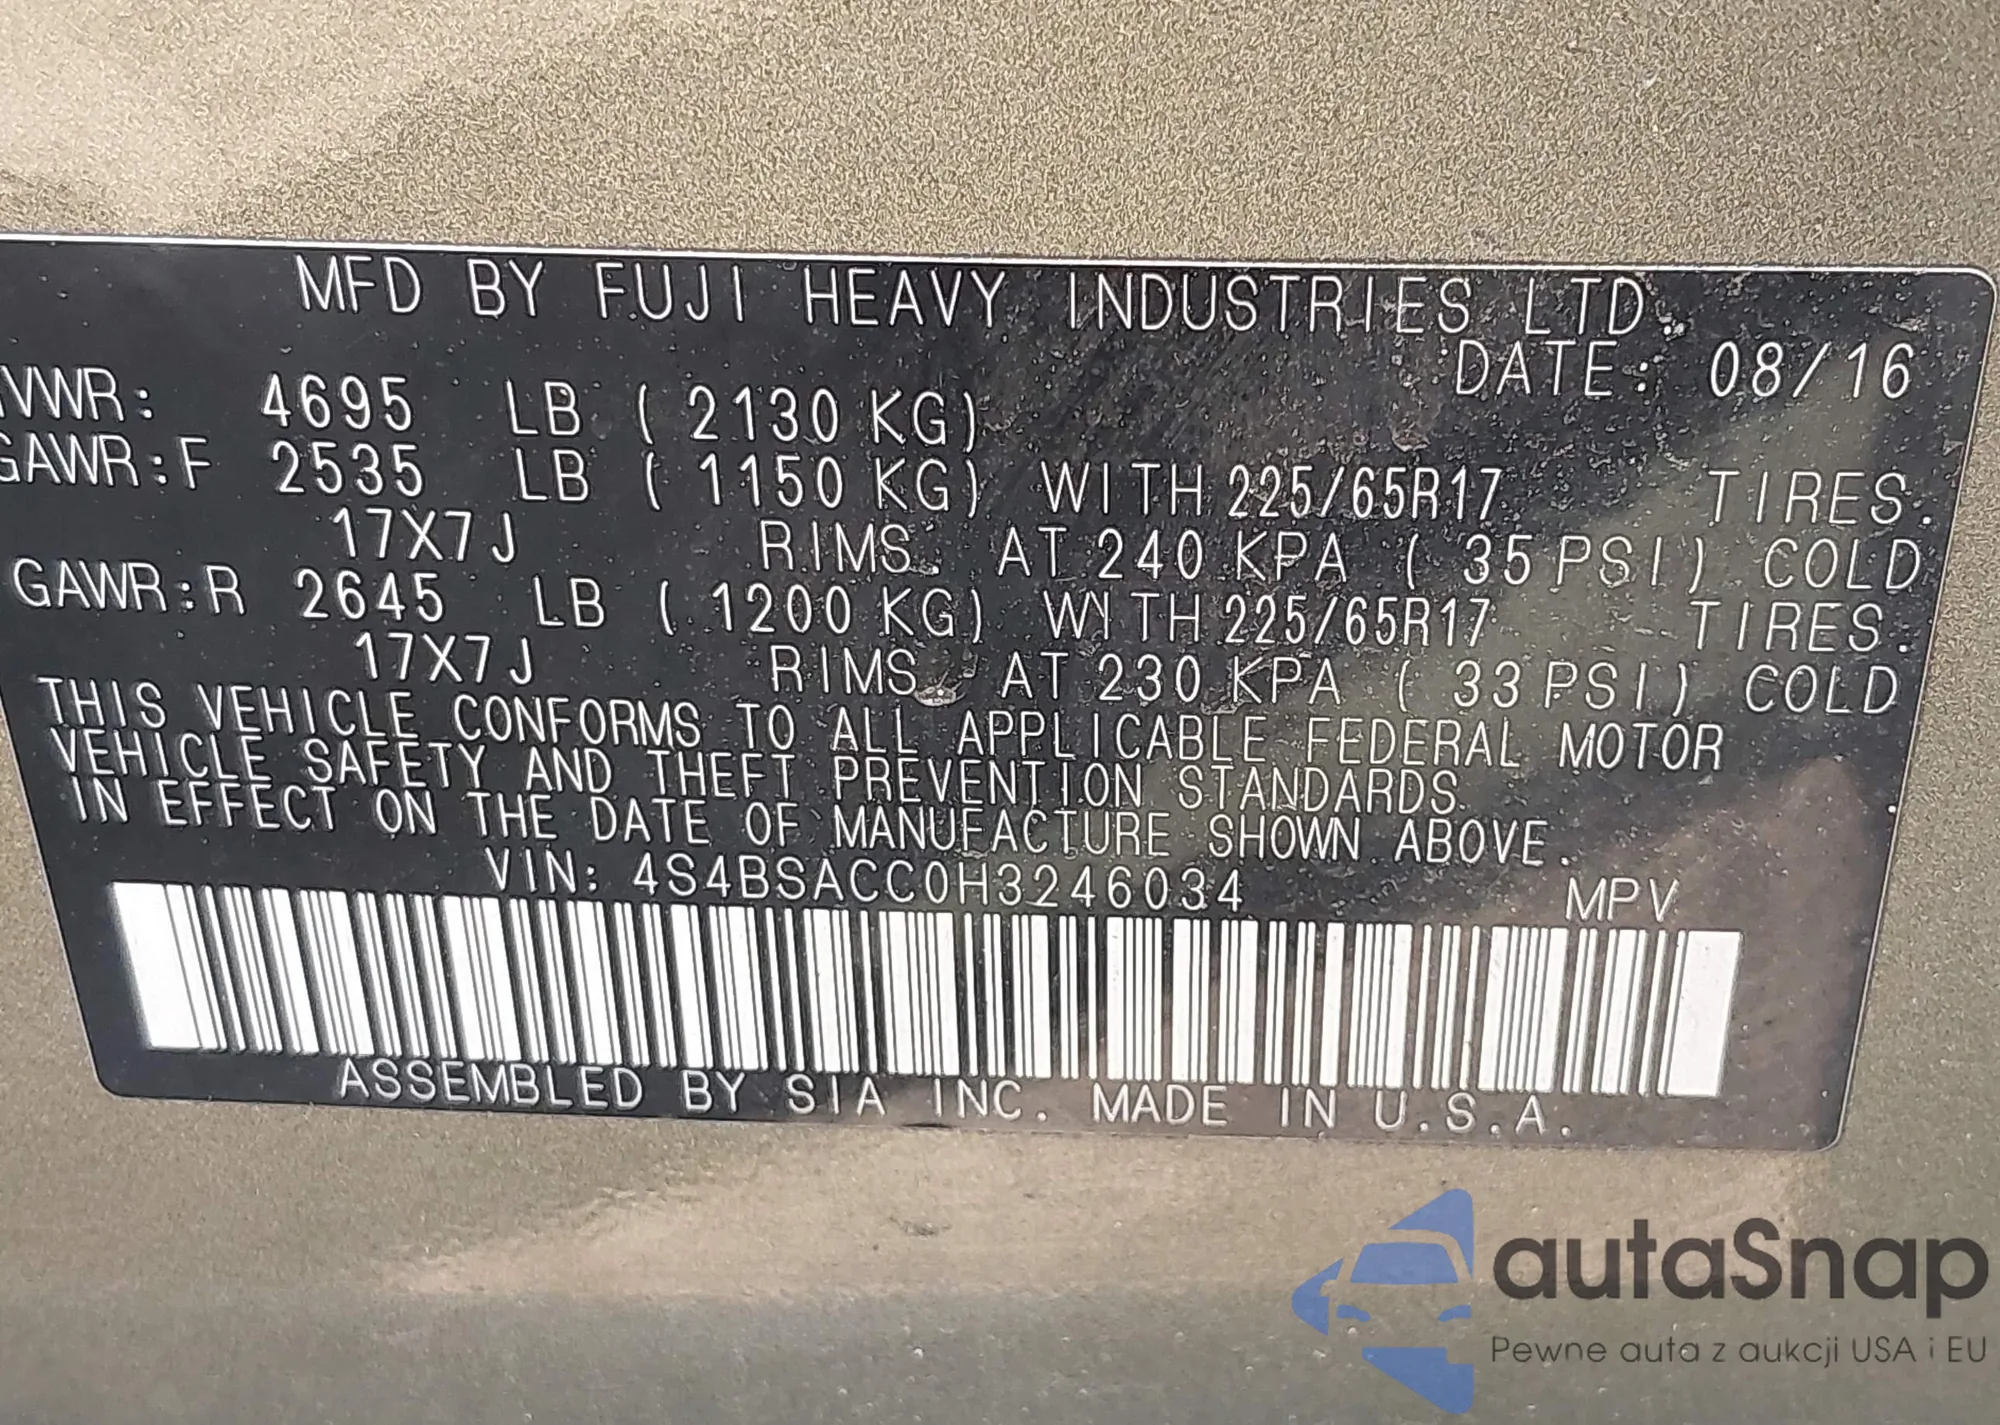 MFD BY FUJI HEAVY INDUSTRIES LTD.
DATE: 08/16
VWR: 4695 LB ( 2130 KG)
GAWR:F 2535 LB ( 1150 KG) WITH 225/65R17 TIRES.
17X7J RIMS. AT 240 KPA ( 35 PSI) COLD
GAWR:R 2645 LB ( 1200 KG) WITH 225/65R17 TIRES.
17X7J RIMS AT 230 KPA ( 33 PSI) COLD
THIS VEHICLE CONFORMS TO ALL APPLICABLE FEDERAL MOTOR
VEHICLE SAFETY AND THEFT PREVENTION STANDARDS
IN EFFECT ON THE DATE OF MANUFACTURE SHOWN ABOVE.
VIN: 4S4BSACC0H3246034 MPV
ASSEMBLED BY SIA INC. MADE IN U.S.A.
autaSnap
Pewne auta z aukcji USA i EU